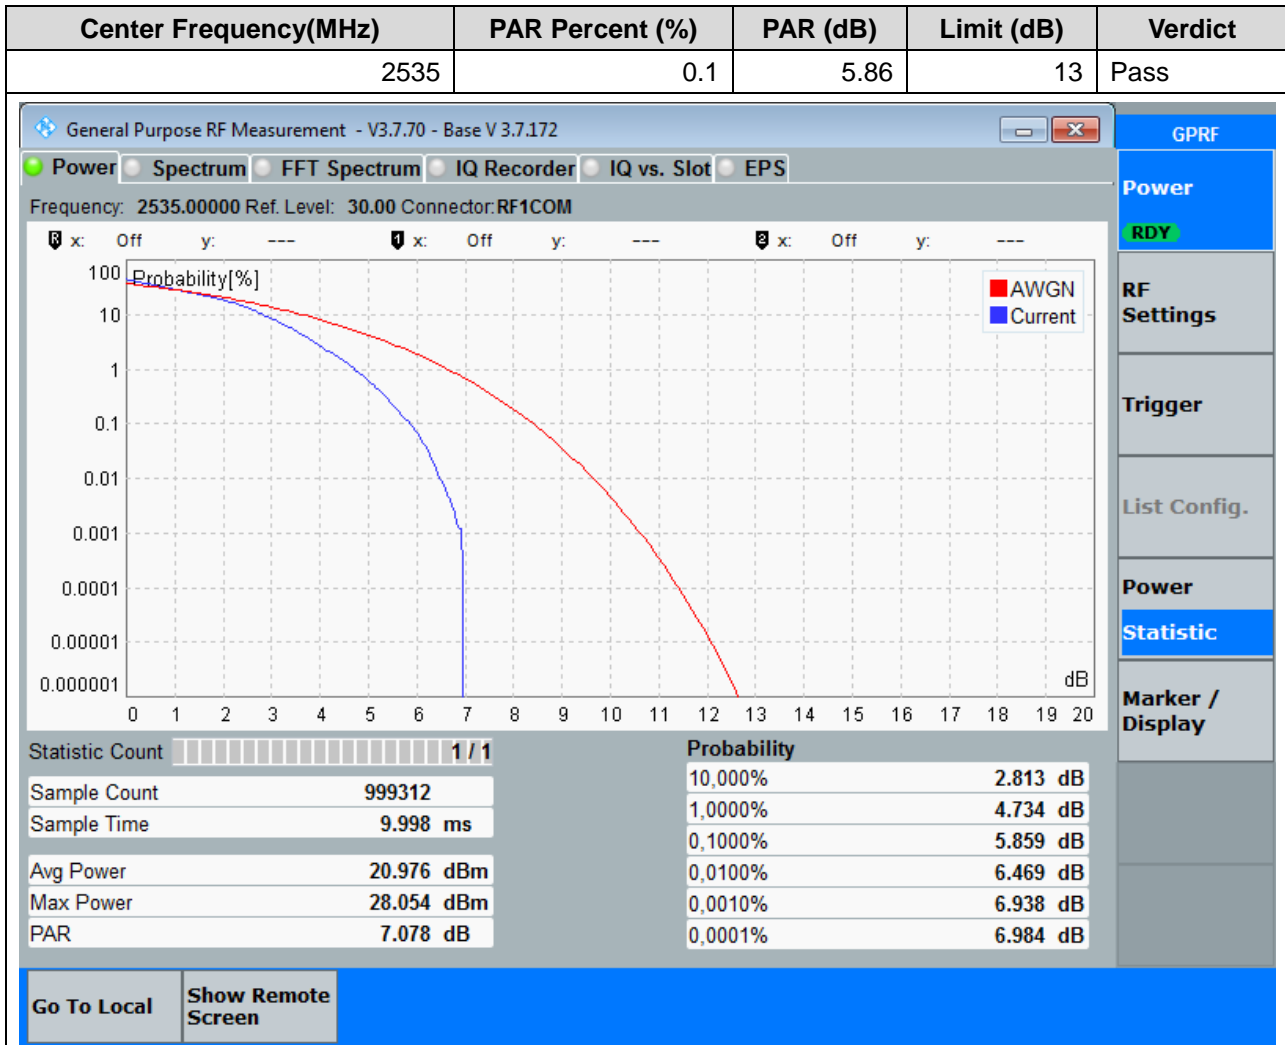 Center Frequency(MHz) PAR Percent (%) PAR (dB) Limit (dB) Verdict
2535 0.1 5.86 13 Pass
General Purpose RF Measurement - V3.7.70 - Base V 3.7.172
GPRF
Power Spectrum FFT Spectrum IQ Recorder IQ vs. Slot EPS
Power
RDY
Frequency: 2535.00000 Ref. Level: 30.00 Connector: RF1COM
R x: Off y: --- 1 x: Off y: --- 2 x: Off y: ---
Probability[%]
AWGN
Current
100
10
1
0.1
0.01
0.001
0.0001
0.00001
0.000001
dB
0 1 2 3 4 5 6 7 8 9 10 11 12 13 14 15 16 17 18 19 20
RF
Settings
Trigger
List Config.
Power
Statistic
Marker /
Display
Statistic Count 1 / 1
Sample Count 999312
Sample Time 9.998 ms
Avg Power 20.976 dBm
Max Power 28.054 dBm
PAR 7.078 dB
Probability
10,000% 2.813 dB
1,0000% 4.734 dB
0,1000% 5.859 dB
0,0100% 6.469 dB
0,0010% 6.938 dB
0,0001% 6.984 dB
Go To Local
Show Remote
Screen